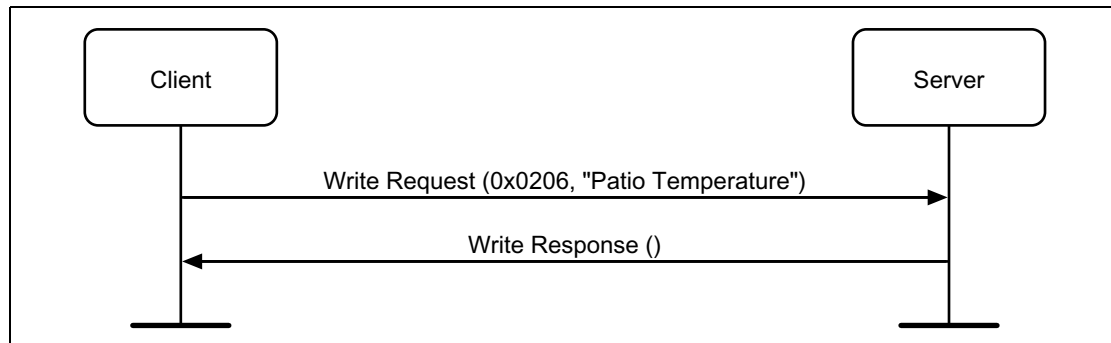 Client
Server
Write Request (0x0206, "Patio Temperature")
Write Response ()